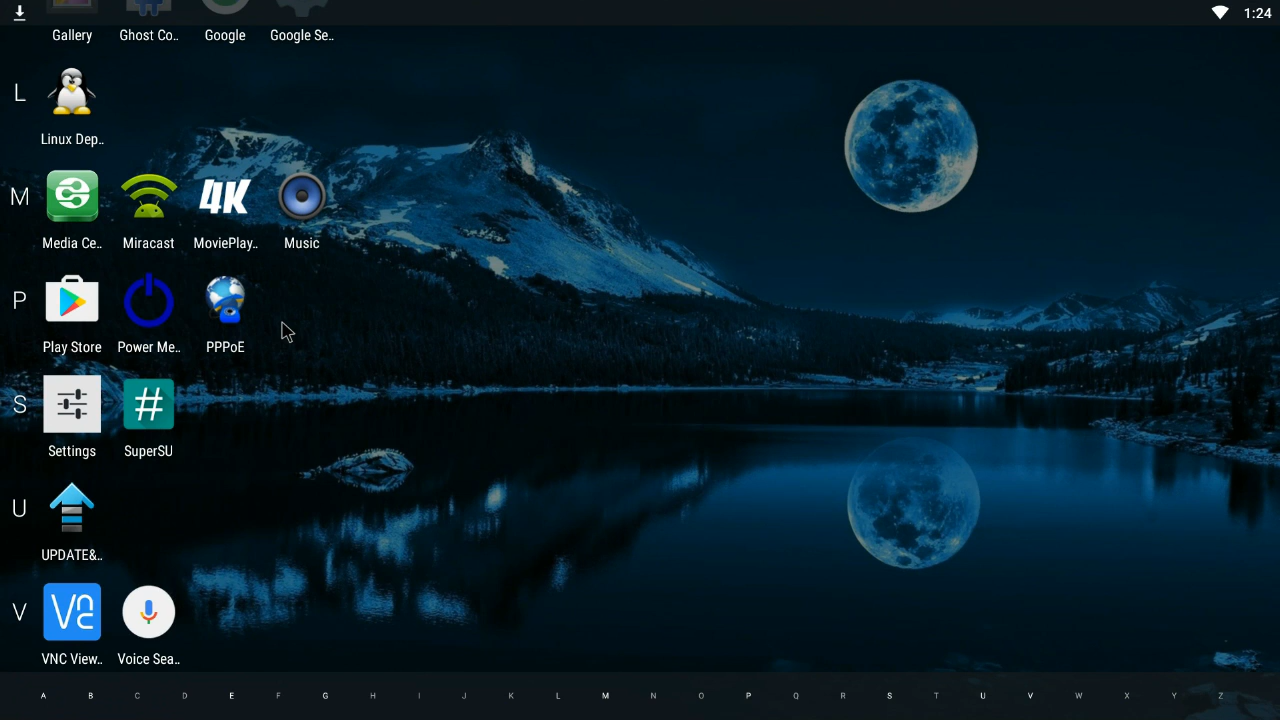 1:24
Gallery Ghost Co.. Google Google Se..
L
Linux Dep..
M 4K
Media Ce.. Miracast MoviePlay.. Music
P
Play Store Power Me.. PPPoE
S #
Settings SuperSU
U
UPDATE&..
V V2
VNC View.. Voice Sea..
A B C D E F G H I J K L M N O P Q R S T U V W X Y Z